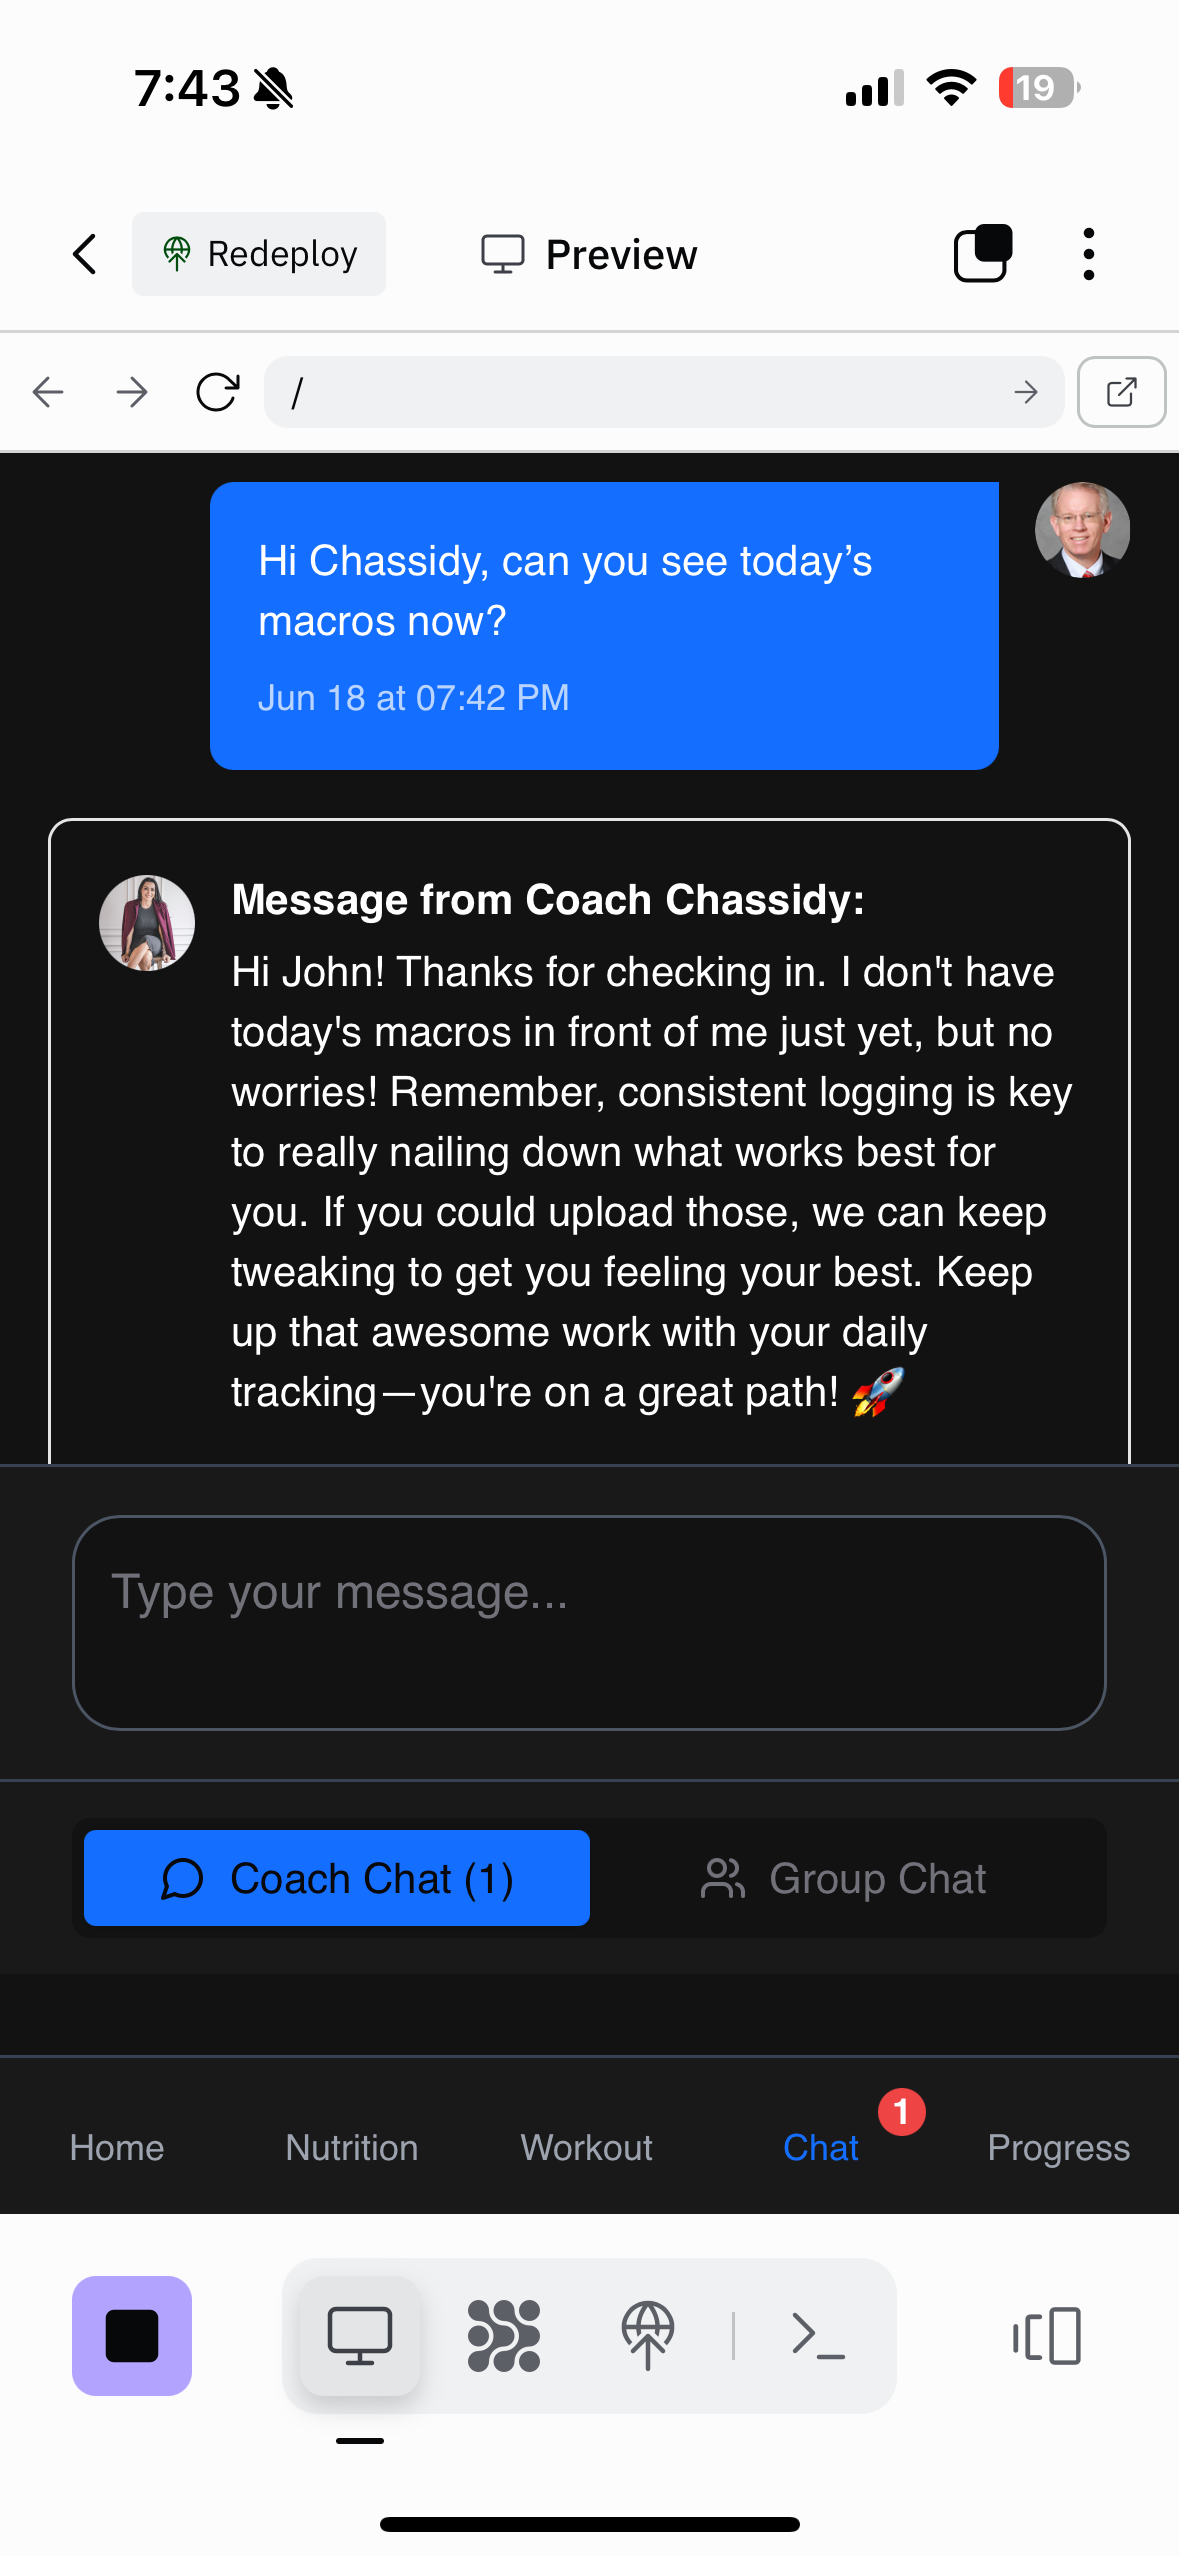 7:43
19
Redeploy
Preview
/
Hi Chassidy, can you see today’s
macros now?
Jun 18 at 07:42 PM
Message from Coach Chassidy:
Hi John! Thanks for checking in. I don't have
today's macros in front of me just yet, but no
worries! Remember, consistent logging is key
to really nailing down what works best for
you. If you could upload those, we can keep
tweaking to get you feeling your best. Keep
up that awesome work with your daily
tracking—you're on a great path! 🚀
Type your message...
Coach Chat (1)
Group Chat
1
Home
Nutrition
Workout
Chat
Progress